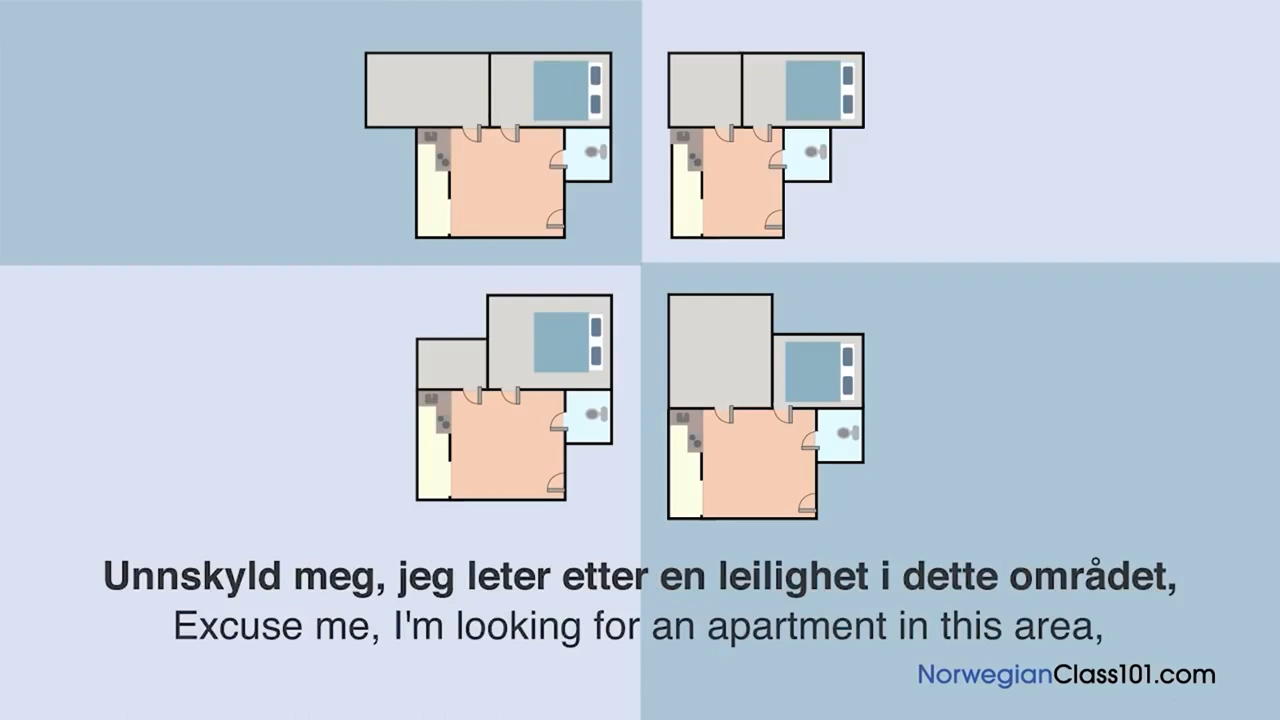 Unnskyld meg, jeg leter etter en leilighet i dette området,
Excuse me, I'm looking for an apartment in this area,
NorwegianClass101.com